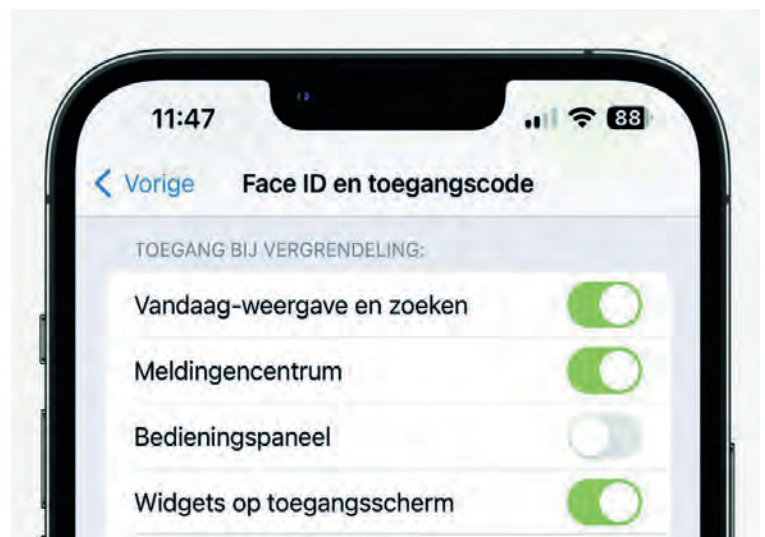 11:47
88
Vorige
Face ID en toegangscode
TOEGANG BIJ VERGRENDELING:
Vandaag-weergave en zoeken
Meldingencentrum
Bedieningspaneel
Widgets op toegangsscherm